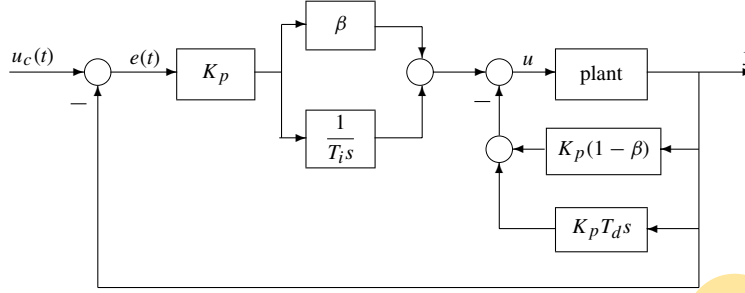 β
u_c(t)
e(t)
K_p
u
plant
−
−
1
T_i s
K_p(1 − β)
K_p T_d s